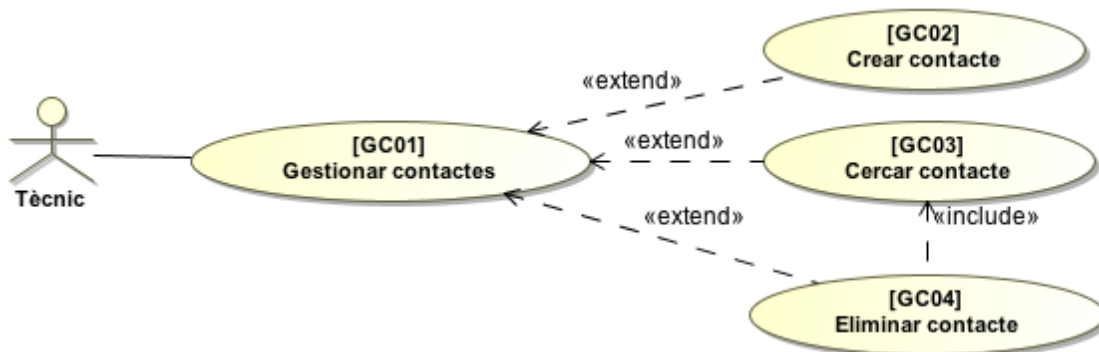 [GC02]
Crear contacte
«extend»
[GC01]
Gestionar contactes
«extend»
[GC03]
Cercar contacte
Tècnic
«extend»
«include»
[GC04]
Eliminar contacte